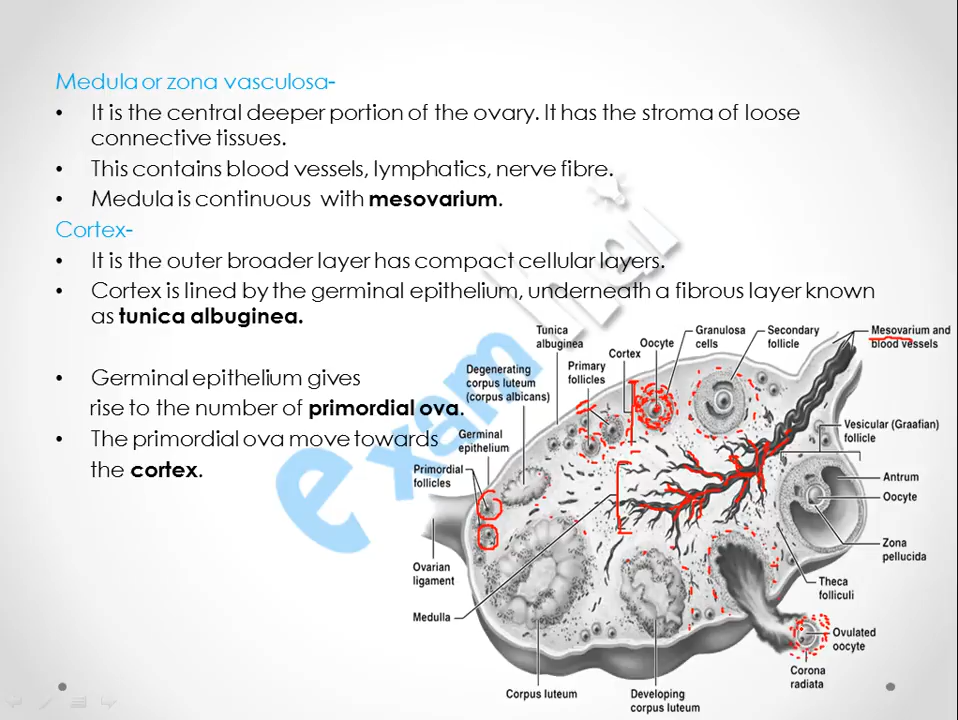 Medula or zona vasculosa-
• It is the central deeper portion of the ovary. It has the stroma of loose
connective tissues.
• This contains blood vessels, lymphatics, nerve fibre.
• Medula is continuous with mesovarium.
Cortex-
• It is the outer broader layer has compact cellular layers.
• Cortex is lined by the germinal epithelium, underneath a fibrous layer known
as tunica albuginea.
• Germinal epithelium gives
rise to the number of primordial ova.
• The primordial ova move towards
the cortex.
Tunica
albuginea
Degenerating
corpus luteum
(corpus albicans)
Germinal
epithelium
Primordial
follicles
Primary
follicles
Cortex
Oocyte
Granulosa
cells
Secondary
follicle
Mesovarium and
blood vessels
Vesicular (Graafian)
follicle
Antrum
Oocyte
Zona
pellucida
Theca
folliculi
Ovulated
oocyte
Corona
radiata
Developing
corpus luteum
Corpus luteum
Medulla
Ovarian
ligament
examपुर